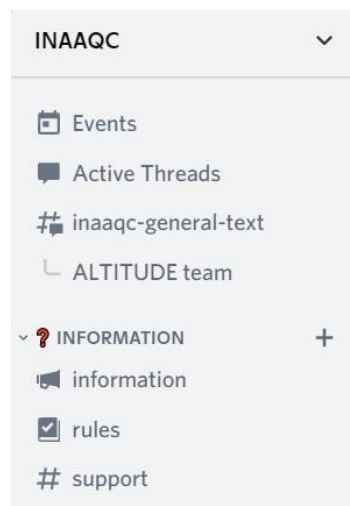 INAAQC
Events
Active Threads
inaaqc-general-text
ALTITUDE team
❓ INFORMATION
information
rules
# support